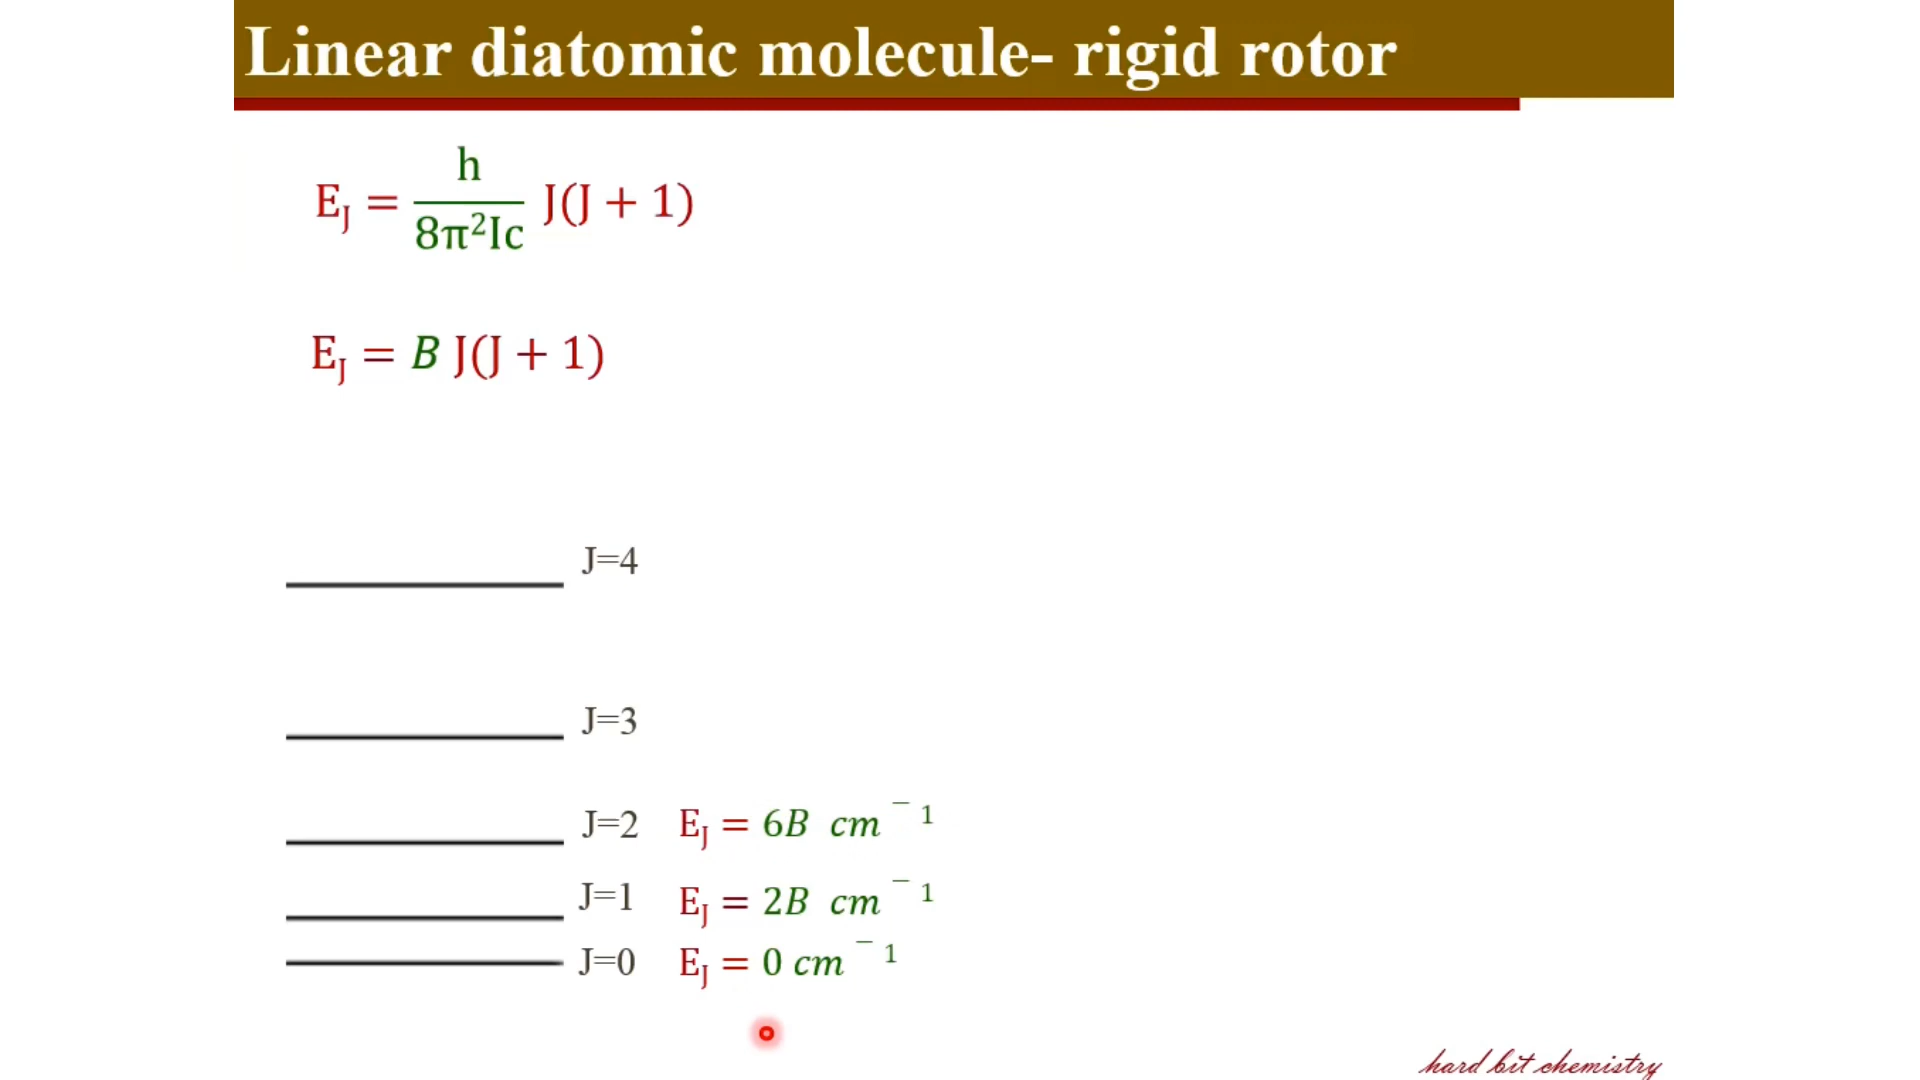 Linear diatomic molecule- rigid rotor
E_J = h / 8π²Ic J(J + 1)
E_J = B J(J + 1)
J=4
J=3
J=2 E_J = 6B cm⁻¹
J=1 E_J = 2B cm⁻¹
J=0 E_J = 0 cm⁻¹
hard bit chemistry